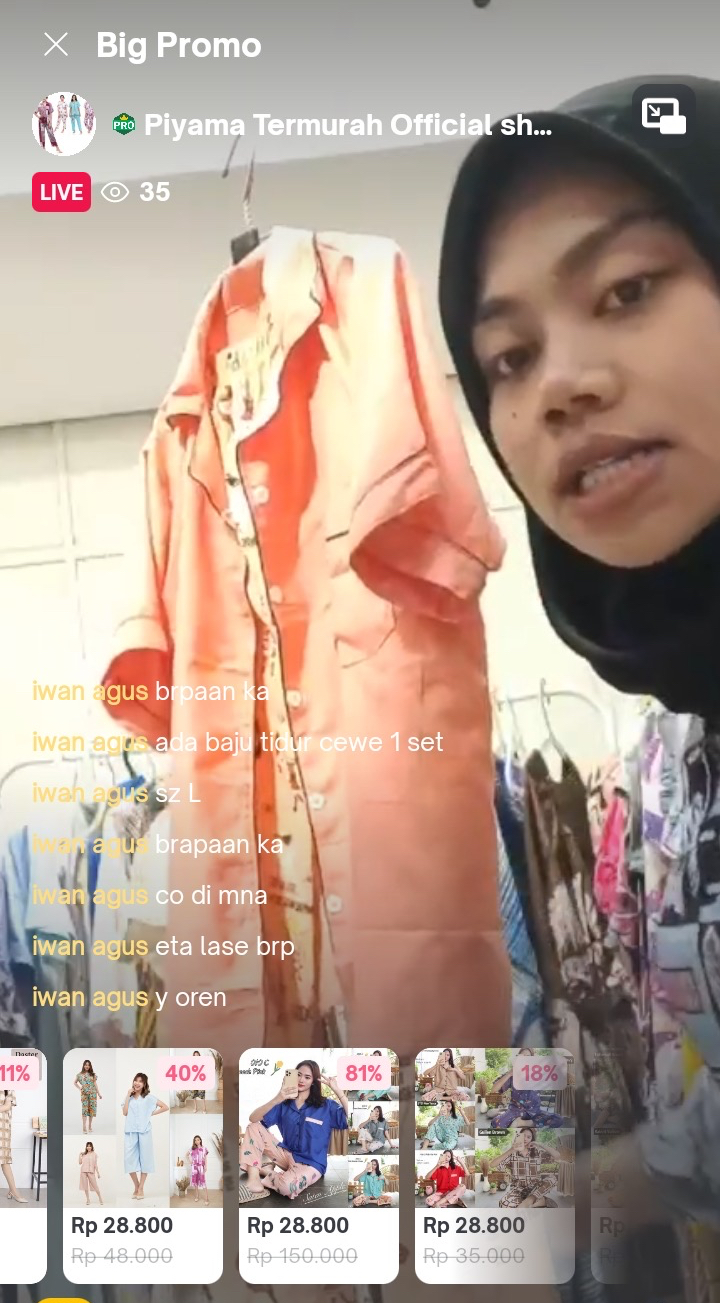 Big Promo
PRO Piyama Termurah Official sh...
LIVE 35
iwan agus brpaan ka
iwan agus ada baju tidur cewe 1 set
iwan agus sz L
iwan agus brapaan ka
iwan agus co di mna
iwan agus eta lase brp
iwan agus y oren
Daster
11%
40%
81%
18%
Rp 28.800
Rp 48.000
Rp 28.800
Rp 150.000
Rp 28.800
Rp 35.000
Rp